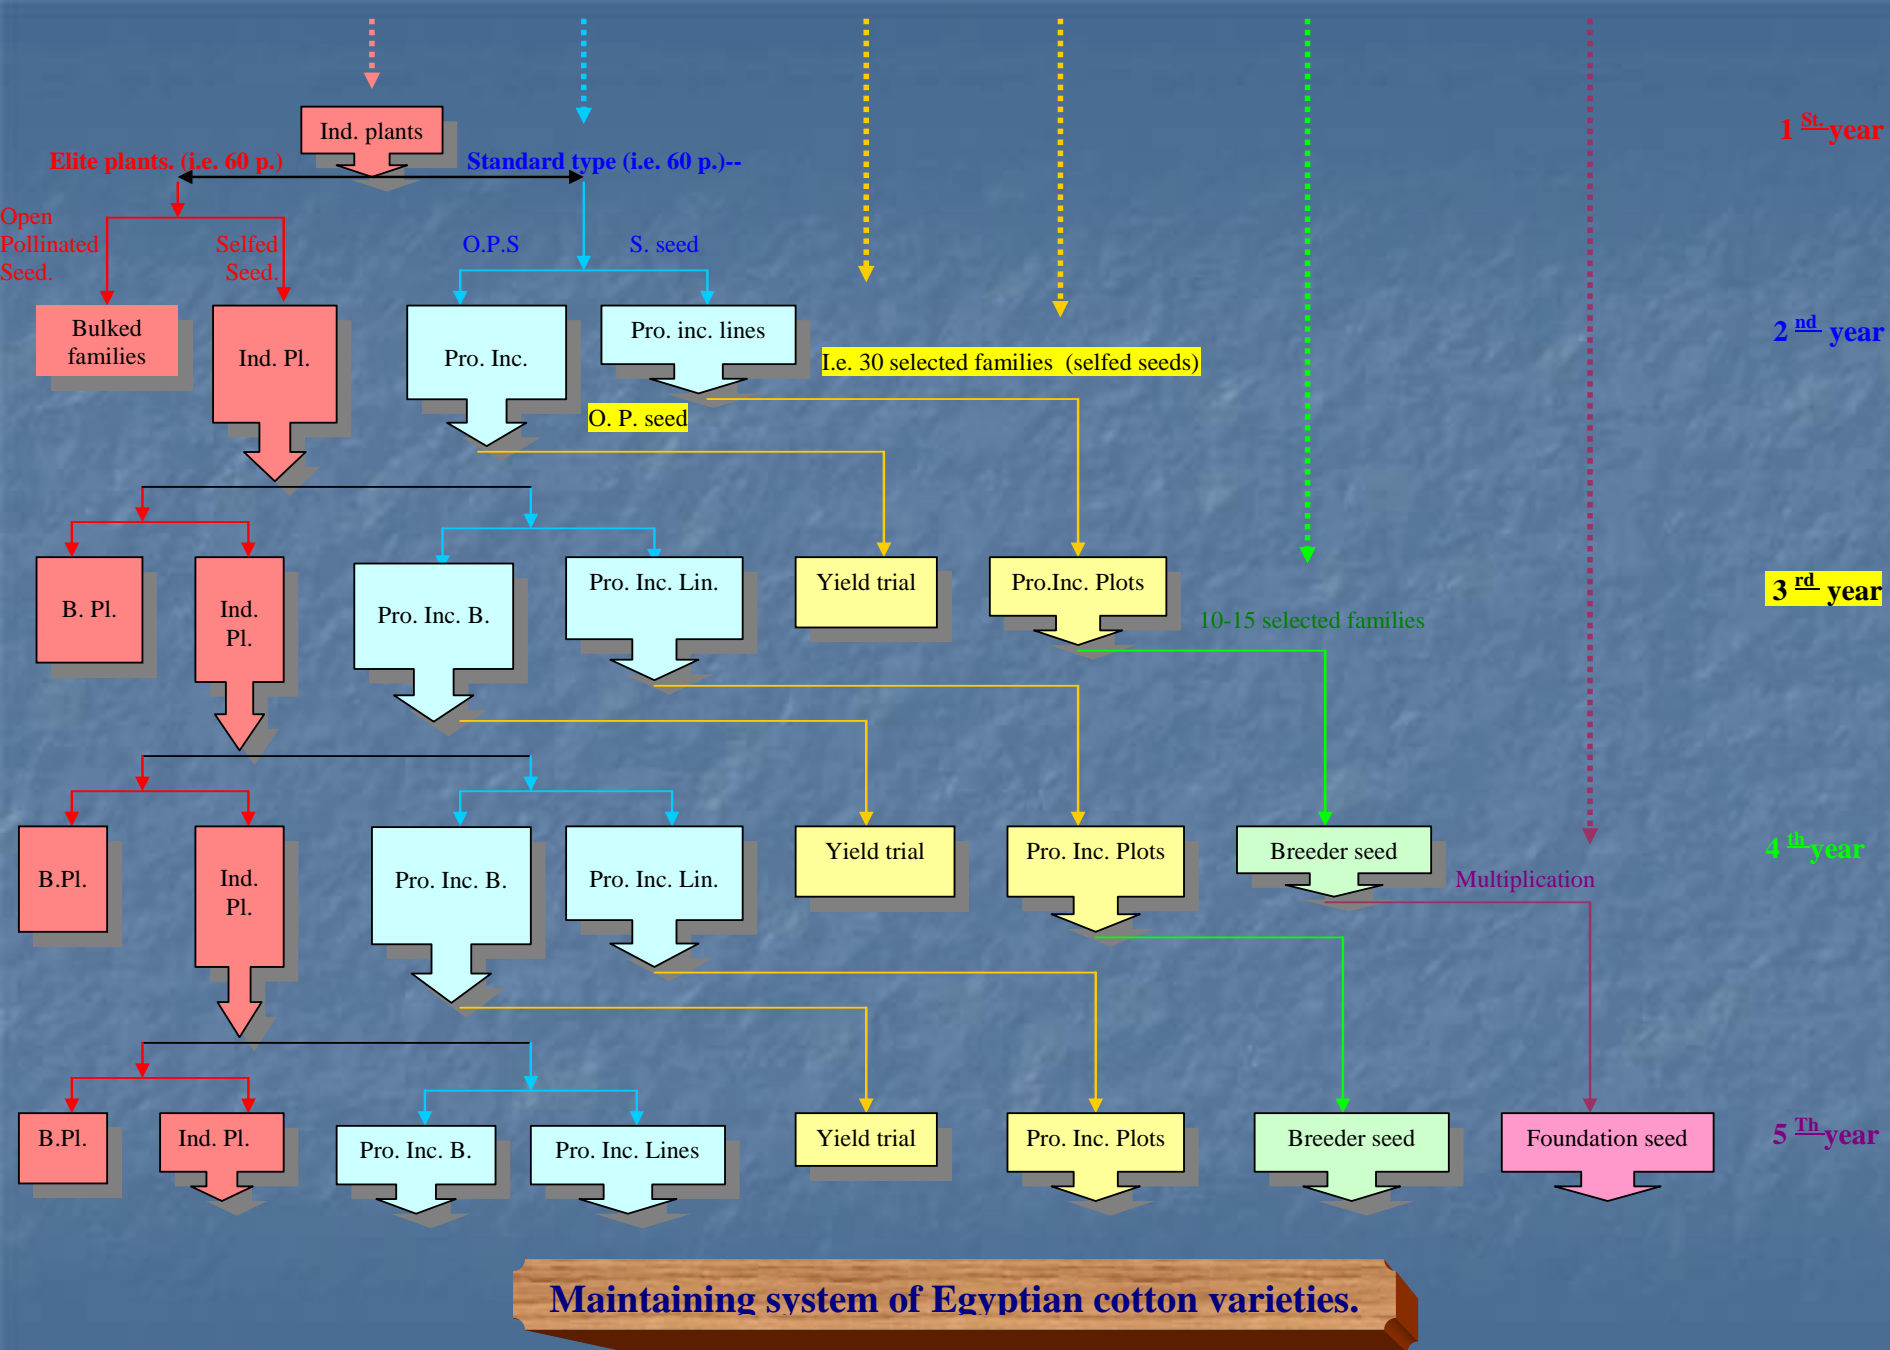 Ind. plants
1 St. year
Elite plants. (i.e. 60 p.)
Standard type (i.e. 60 p.)--
Open
Pollinated
Seed.
Selfed
Seed.
O.P.S
S. seed
Bulked
families
Ind. Pl.
Pro. Inc.
Pro. inc. lines
I.e. 30 selected families (selfed seeds)
2 nd year
O. P. seed
B. Pl.
Ind.
Pl.
Pro. Inc. B.
Pro. Inc. Lin.
Yield trial
Pro.Inc. Plots
10-15 selected families
3 rd year
B.Pl.
Ind.
Pl.
Pro. Inc. B.
Pro. Inc. Lin.
Yield trial
Pro. Inc. Plots
Breeder seed
Multiplication
4 th year
B.Pl.
Ind. Pl.
Pro. Inc. B.
Pro. Inc. Lines
Yield trial
Pro. Inc. Plots
Breeder seed
Foundation seed
5 Th year
Maintaining system of Egyptian cotton varieties.